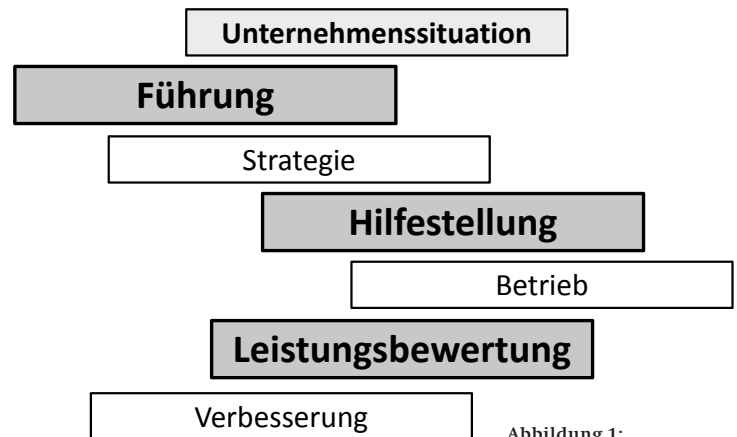 Unternehmenssituation
Führung
Strategie
Hilfestellung
Betrieb
Leistungsbewertung
Verbesserung
Abbildung 1: